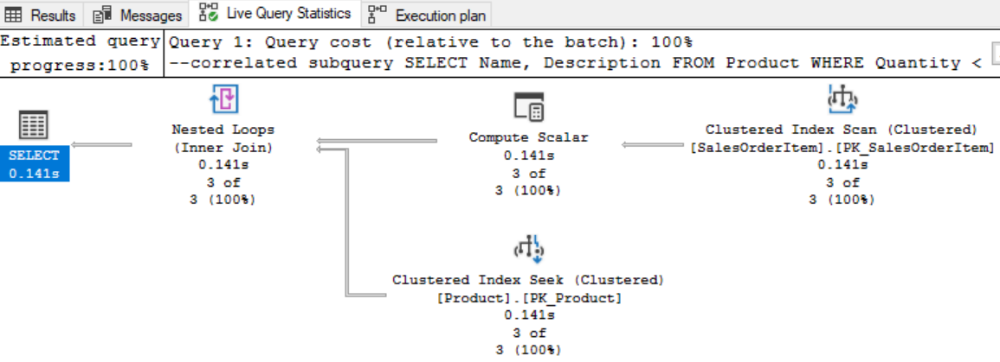 Results Messages Live Query Statistics Execution plan
Estimated query
progress:100%
Query 1: Query cost (relative to the batch): 100%
--correlated subquery SELECT Name, Description FROM Product WHERE Quantity <
SELECT
0.141s
Nested Loops
(Inner Join)
0.141s
3 of
3 (100%)
Compute Scalar
0.141s
3 of
3 (100%)
Clustered Index Scan (Clustered)
[SalesOrderItem].[PK_SalesOrderItem]
0.141s
3 of
3 (100%)
Clustered Index Seek (Clustered)
[Product].[PK_Product]
0.141s
3 of
3 (100%)